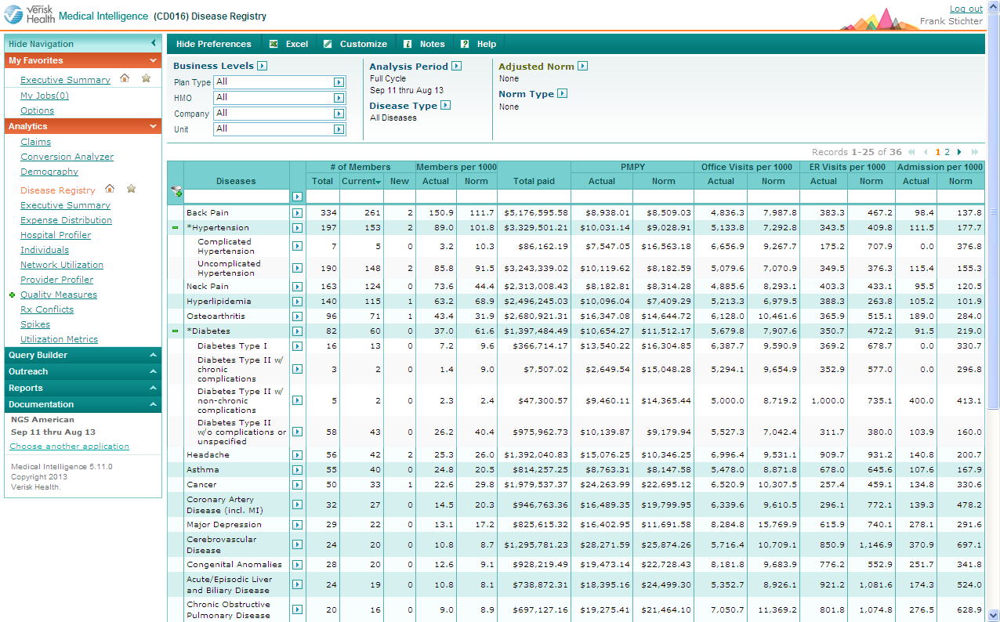 Verisk Health Medical Intelligence (CD016) Disease Registry
Log out
Frank Stichter
Hide Navigation
My Favorites
Executive Summary
My Jobs(0)
Options
Analytics
Claims
Conversion Analyzer
Demography
Disease Registry
Executive Summary
Expense Distribution
Hospital Profiler
Individuals
Network Utilization
Provider Profiler
Quality Measures
Rx Conflicts
Spikes
Utilization Metrics
Query Builder
Outreach
Reports
Documentation
NGS American
Sep 11 thru Aug 13
Choose another application
Medical Intelligence 5.11.0
Copyright 2013
Verisk Health.
Hide Preferences Excel Customize Notes Help
Business Levels
Plan Type All
HMO All
Company All
Unit All
Analysis Period
Full Cycle
Sep 11 thru Aug 13
Disease Type
All Diseases
Adjusted Norm
None
Norm Type
None
Records 1-25 of 36 1 2
# of Members Members per 1000 PMPY Office Visits per 1000 ER Visits per 1000 Admission per 1000
Diseases Total Current New Actual Norm Total paid Actual Norm Actual Norm Actual Norm Actual Norm
Back Pain 334 261 2 150.9 111.7 $5,176,595.58 $8,938.01 $8,509.03 4,836.3 7,987.8 383.3 467.2 98.4 137.8
*Hypertension 197 153 2 89.0 101.8 $3,329,501.21 $10,031.14 $9,028.91 5,133.8 7,292.8 343.5 409.8 111.5 177.7
Complicated
Hypertension 7 5 0 3.2 10.3 $86,162.19 $7,547.05 $16,563.18 6,656.9 9,267.7 175.2 707.9 0.0 376.8
Uncomplicated
Hypertension 190 148 2 85.8 91.5 $3,243,339.02 $10,119.62 $8,182.59 5,079.6 7,070.9 349.5 376.3 115.4 155.3
Neck Pain 163 124 0 73.6 44.4 $2,313,008.43 $8,182.81 $8,314.28 4,885.6 8,293.1 403.3 433.1 95.5 120.5
Hyperlipidemia 140 115 1 63.2 68.9 $2,496,245.03 $10,096.04 $7,409.29 5,213.3 6,979.5 388.3 263.8 105.2 101.9
Osteoarthritis 96 71 1 43.4 31.9 $2,680,921.31 $16,347.08 $14,644.72 6,128.0 10,461.6 365.9 515.1 189.0 284.0
*Diabetes 82 60 0 37.0 61.6 $1,397,484.49 $10,654.27 $11,512.17 5,679.8 7,907.6 350.7 472.2 91.5 219.0
Diabetes Type I 16 13 0 7.2 9.6 $366,714.17 $13,540.22 $16,304.85 6,387.7 9,590.9 369.2 678.7 0.0 330.7
Diabetes Type II w/
chronic
complications 3 2 0 1.4 9.0 $7,507.02 $2,649.54 $15,048.28 5,294.1 9,654.9 352.9 577.0 0.0 296.8
Diabetes Type II w/
non-chronic
complications 5 2 0 2.3 2.4 $47,300.57 $9,460.11 $14,365.44 5,000.0 8,719.2 1,000.0 735.1 400.0 413.1
Diabetes Type II
w/o complications or
unspecified 58 43 0 26.2 40.4 $975,962.73 $10,139.87 $9,179.94 5,527.3 7,042.4 311.7 380.0 103.9 160.0
Headache 56 42 2 25.3 26.0 $1,392,040.83 $15,076.25 $10,346.25 6,996.4 9,531.1 909.7 931.2 140.8 200.7
Asthma 55 40 0 24.8 20.5 $814,257.25 $8,763.31 $8,147.58 5,478.0 8,871.8 678.0 645.6 107.6 167.9
Cancer 50 33 1 22.6 29.8 $1,979,537.37 $24,263.99 $22,695.12 6,520.9 10,307.5 257.4 459.1 134.8 330.6
Coronary Artery
Disease (incl. MI) 32 27 0 14.5 20.3 $946,763.36 $16,489.35 $19,799.95 6,339.6 9,610.5 296.1 772.1 139.3 478.2
Major Depression 29 22 0 13.1 17.2 $825,615.32 $16,402.95 $11,691.58 8,284.8 15,769.9 615.9 740.1 278.1 291.6
Cerebrovascular
Disease 24 20 0 10.8 8.7 $1,295,781.23 $28,271.59 $25,874.26 5,716.4 10,709.1 850.9 1,146.9 370.9 697.1
Congenital Anomalies 28 20 0 12.6 9.1 $928,219.49 $19,473.14 $22,728.43 8,181.8 9,683.9 776.2 552.9 251.7 341.8
Acute/Episodic Liver
and Biliary Disease 24 19 0 10.8 8.1 $738,872.31 $18,395.16 $24,499.30 5,352.7 8,926.1 921.2 1,081.6 174.3 524.0
Chronic Obstructive
Pulmonary Disease 20 16 0 9.0 8.9 $697,127.16 $19,275.41 $21,464.10 7,050.7 11,369.2 801.8 1,074.8 276.5 628.9